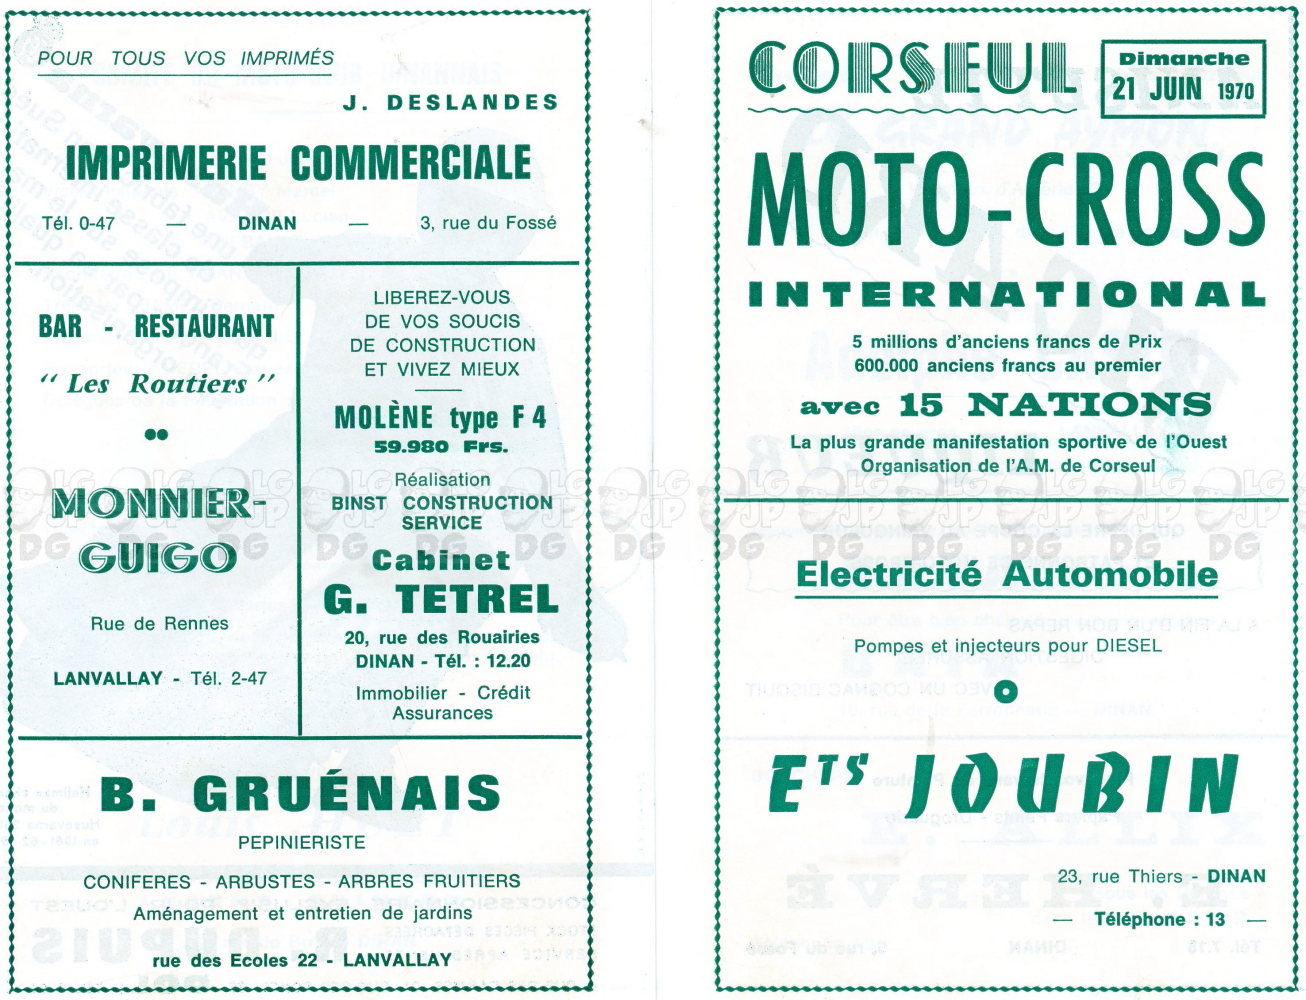 POUR TOUS VOS IMPRIMÉS
J. DESLANDES
IMPRIMERIE COMMERCIALE
Tél. 0-47 — DINAN — 3, rue du Fossé
BAR - RESTAURANT
" Les Routiers "
MONNIER-
GUIGO
Rue de Rennes
LANVALLAY - Tél. 2-47
LIBEREZ-VOUS
DE VOS SOUCIS
DE CONSTRUCTION
ET VIVEZ MIEUX
MOLÈNE type F 4
59.980 Frs.
Réalisation
BINST CONSTRUCTION
SERVICE
Cabinet
G. TETREL
20, rue des Rouairies
DINAN - Tél. : 12.20
Immobilier - Crédit
Assurances
B. GRUÉNAIS
PEPINIERISTE
CONIFERES - ARBUSTES - ARBRES FRUITIERS
Aménagement et entretien de jardins
rue des Ecoles 22 - LANVALLAY
CORSEUL
Dimanche
21 JUIN 1970
MOTO-CROSS
INTERNATIONAL
5 millions d'anciens francs de Prix
600.000 anciens francs au premier
avec 15 NATIONS
La plus grande manifestation sportive de l'Ouest
Organisation de l'A.M. de Corseul
LG JP DG
Electricité Automobile
Pompes et injecteurs pour DIESEL
ETS JOUBIN
23, rue Thiers - DINAN
— Téléphone : 13 —